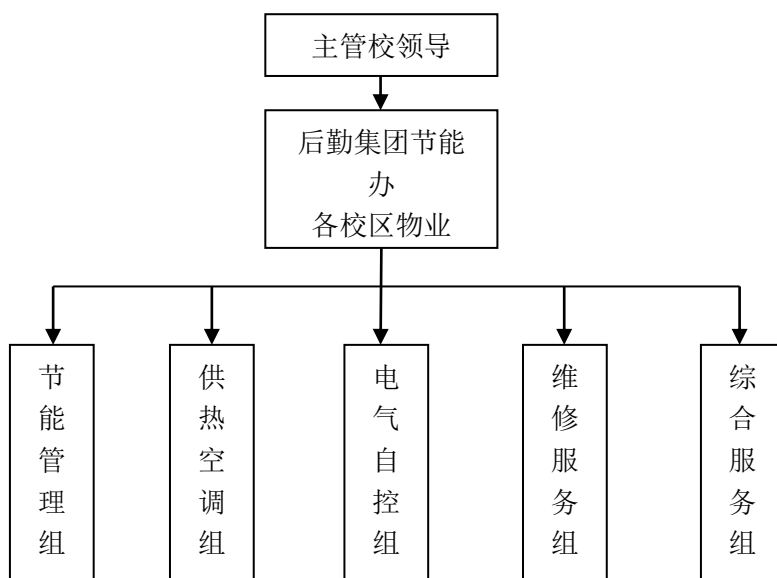 主管校领导
后勤集团节能
办
各校区物业
节能管理组
供热空调组
电气自控组
维修服务组
综合服务组